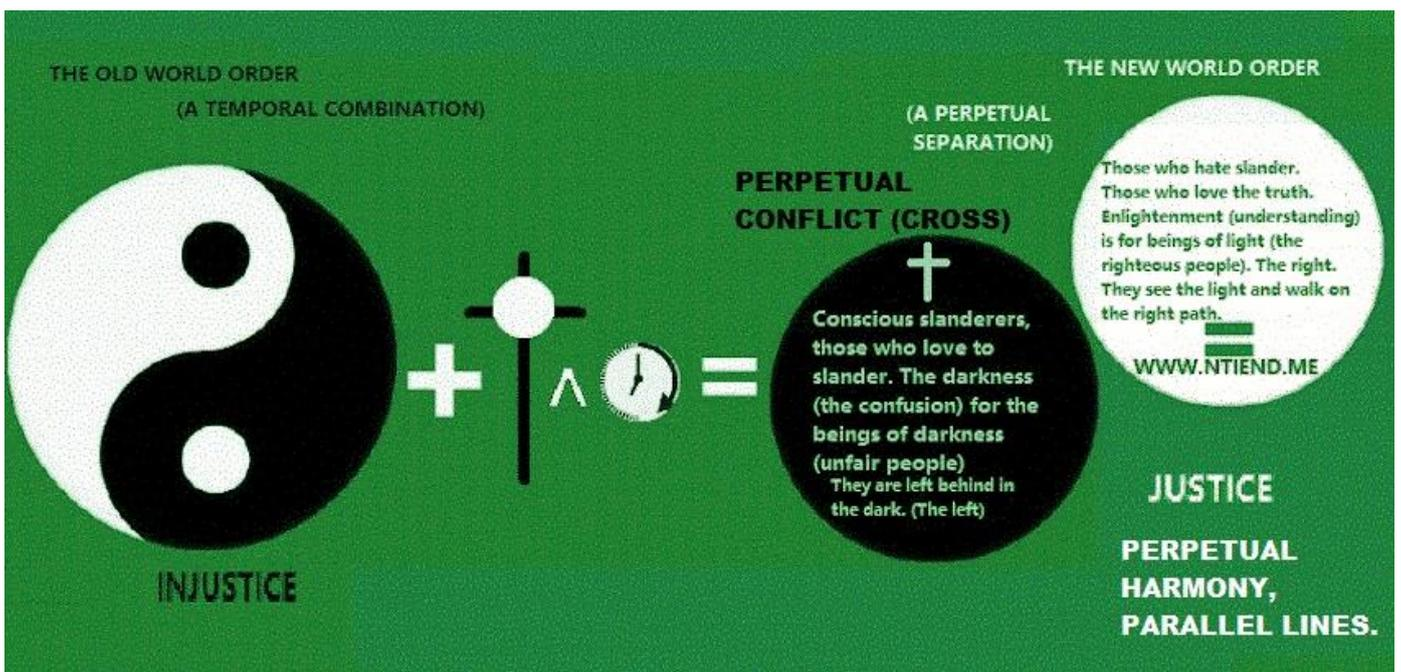 THE OLD WORLD ORDER
(A TEMPORAL COMBINATION)
INJUSTICE
+
^
=
(A PERPETUAL
SEPARATION)
PERPETUAL
CONFLICT (CROSS)
Conscious slanderers,
those who love to
slander. The darkness
(the confusion) for the
beings of darkness
(unfair people)
They are left behind in
the dark. (The left)
THE NEW WORLD ORDER
Those who hate slander.
Those who love the truth.
Enlightenment (understanding)
is for beings of light (the
righteous people). The right.
They see the light and walk on
the right path.
=
WWW.NTIEND.ME
JUSTICE
PERPETUAL
HARMONY,
PARALLEL LINES.